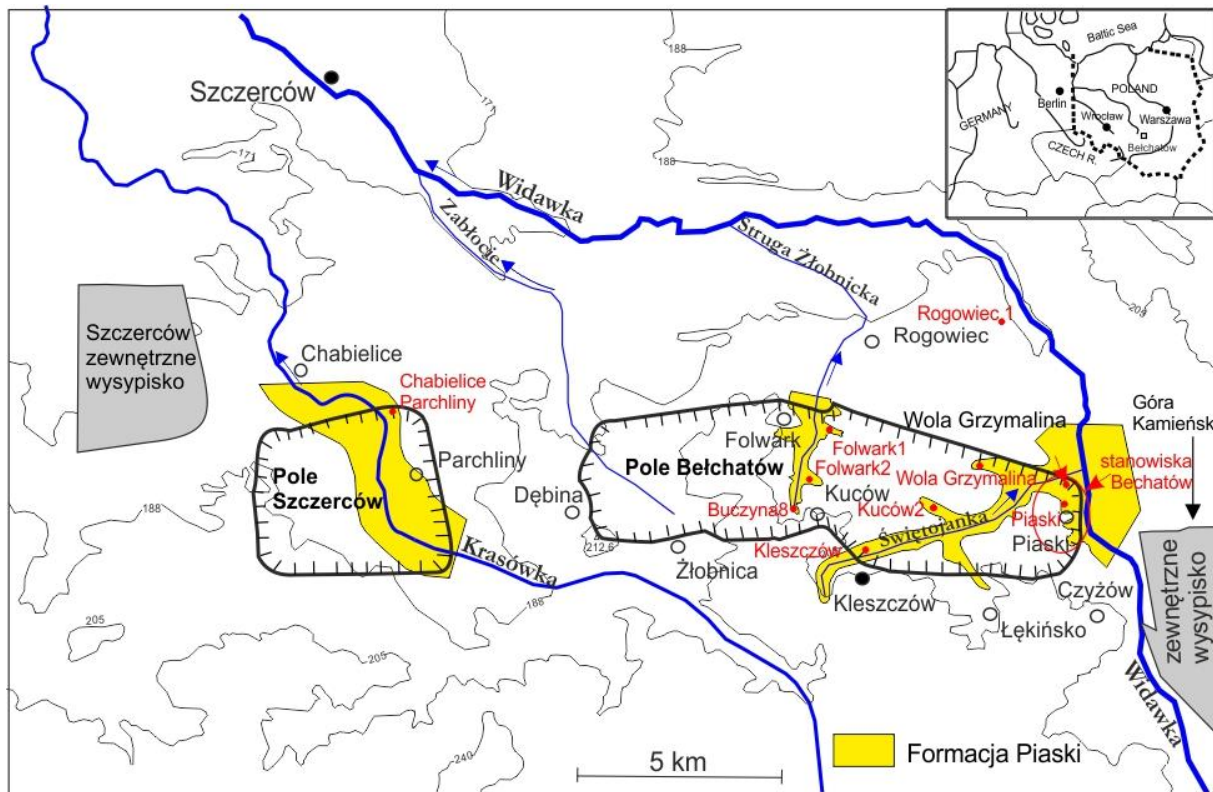 188
Szczerców
171
171
188
Baltic Sea
POLAND
Berlin
GERMANY
Wrocław
Warszawa
CZECH R.
Bełchatów
Widawka
Zabłocie
Struga Żłobnicka
Rogowiec 1
Rogowiec
Szczerców
zewnętrzne
wysypisko
Chabielice
Chabielice
Parchliny
Wola Grzymalina
Góra
Kamieńsk
Folwark
Folwark1
Pole Bełchatów
Folwark2
Wola Grzymalina
stanowiska
Bechatów
Parchliny
Pole
Szczerców
188
Dębina
Kuców
Buczyna8
Kuców2
Świętojanka
Piaski
Piaski
212,6
Kleszczów
Żłobnica
Krasówka
188
Kleszczów
Czyżów
Łękińsko
zewnętrzne
wysypisko
205
205
Widawka
240
5 km
Formacja Piaski